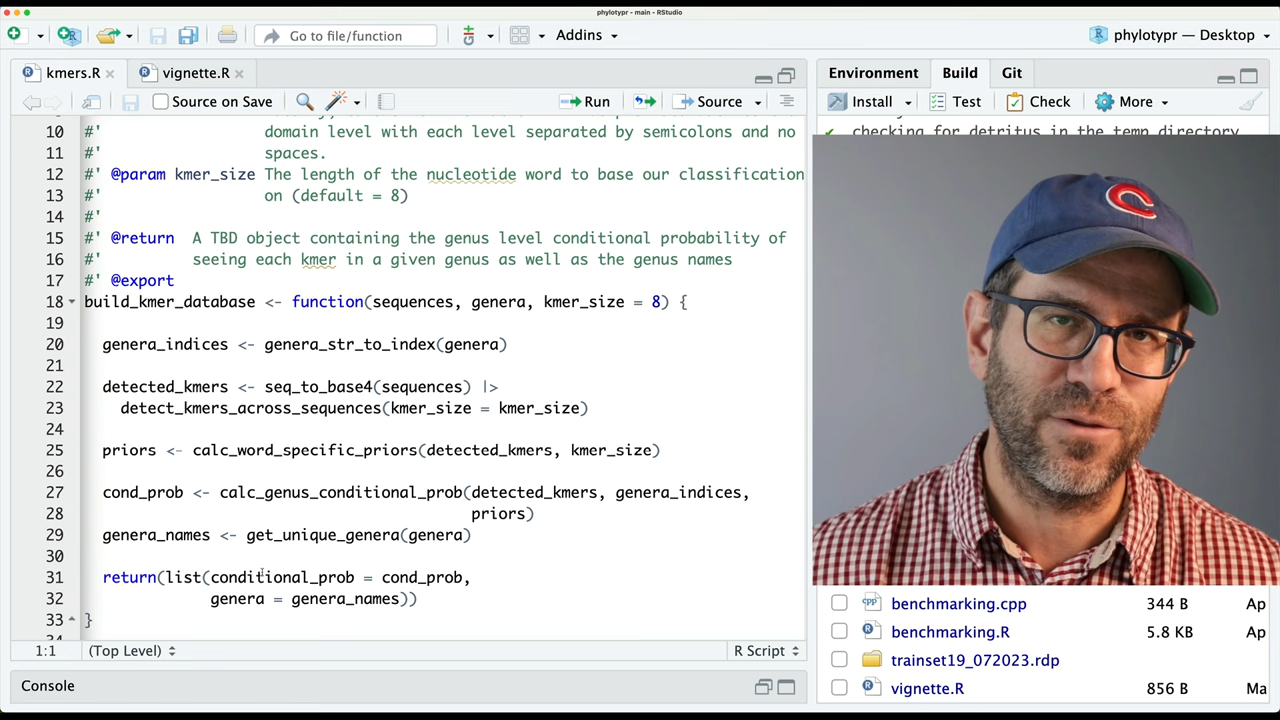 phylotypr - main - RStudio
Go to file/function
Addins
phylotypr — Desktop
kmers.R
vignette.R
Source on Save
Run
Source
10 #' domain level with each level separated by semicolons and no
11 #' spaces.
12 #' @param kmer_size The length of the nucleotide word to base our classification
13 #' on (default = 8)
14 #'
15 #' @return A TBD object containing the genus level conditional probability of
16 #' seeing each kmer in a given genus as well as the genus names
17 #' @export
18 build_kmer_database <- function(sequences, genera, kmer_size = 8) {
19
20 genera_indices <- genera_str_to_index(genera)
21
22 detected_kmers <- seq_to_base4(sequences) |>
23 detect_kmers_across_sequences(kmer_size = kmer_size)
24
25 priors <- calc_word_specific_priors(detected_kmers, kmer_size)
26
27 cond_prob <- calc_genus_conditional_prob(detected_kmers, genera_indices,
28 priors)
29 genera_names <- get_unique_genera(genera)
30
31 return(list(conditional_prob = cond_prob,
32 genera = genera_names))
33 }
1:1 (Top Level) R Script
Console
Environment Build Git
Install Test Check More
checking for detritus in the temp directory
C
benchmarking.cpp 344 B Ap
benchmarking.R 5.8 KB Ap
trainset19_072023.rdp
vignette.R 856 B Ma